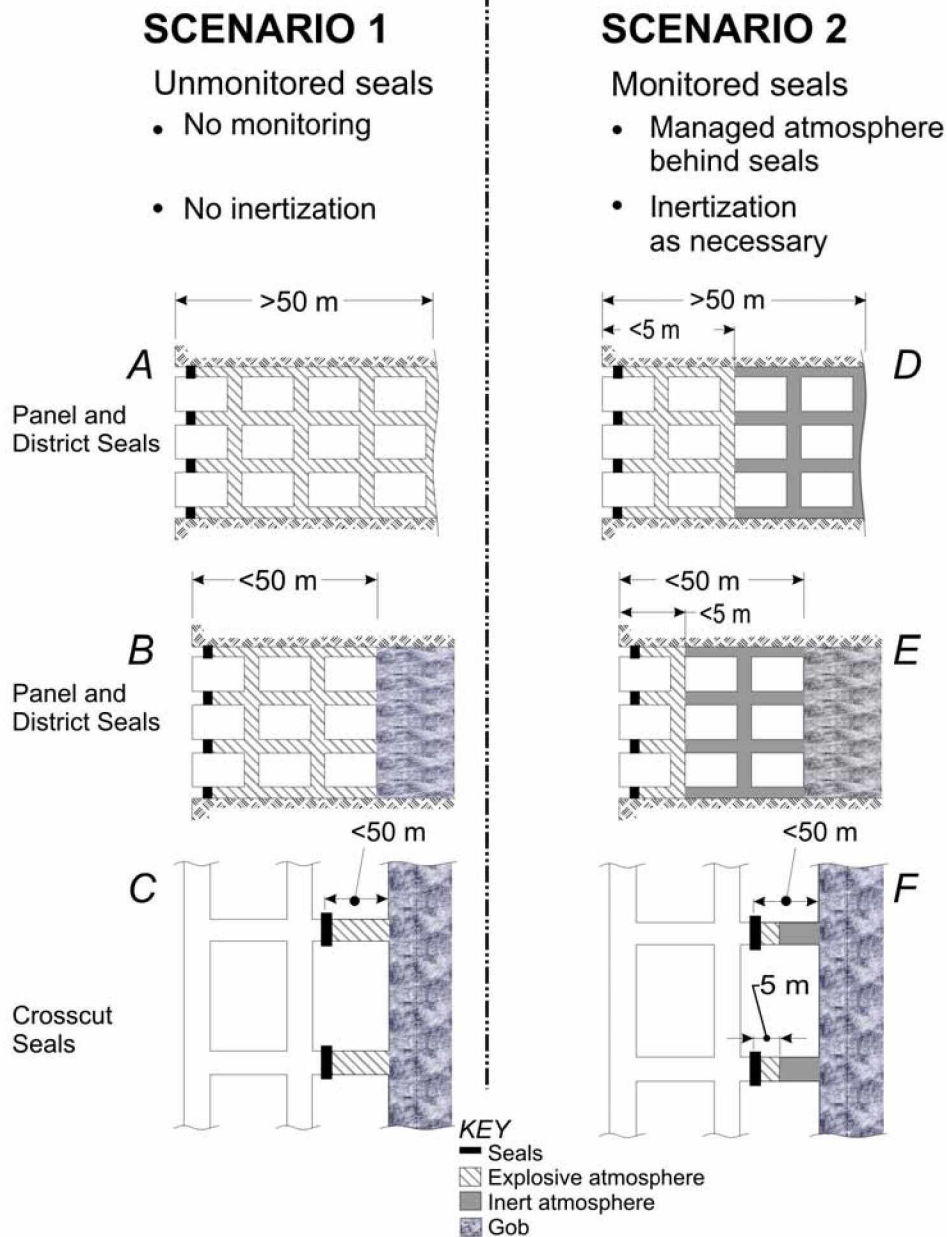 SCENARIO 1
Unmonitored seals
• No monitoring
• No inertization
SCENARIO 2
Monitored seals
• Managed atmosphere
behind seals
• Inertization
as necessary
>50 m
A
Panel and
District Seals
>50 m
<5 m
D
<50 m
B
Panel and
District Seals
<50 m
<5 m
E
<50 m
C
Crosscut
Seals
<50 m
F
5 m
KEY
Seals
Explosive atmosphere
Inert atmosphere
Gob